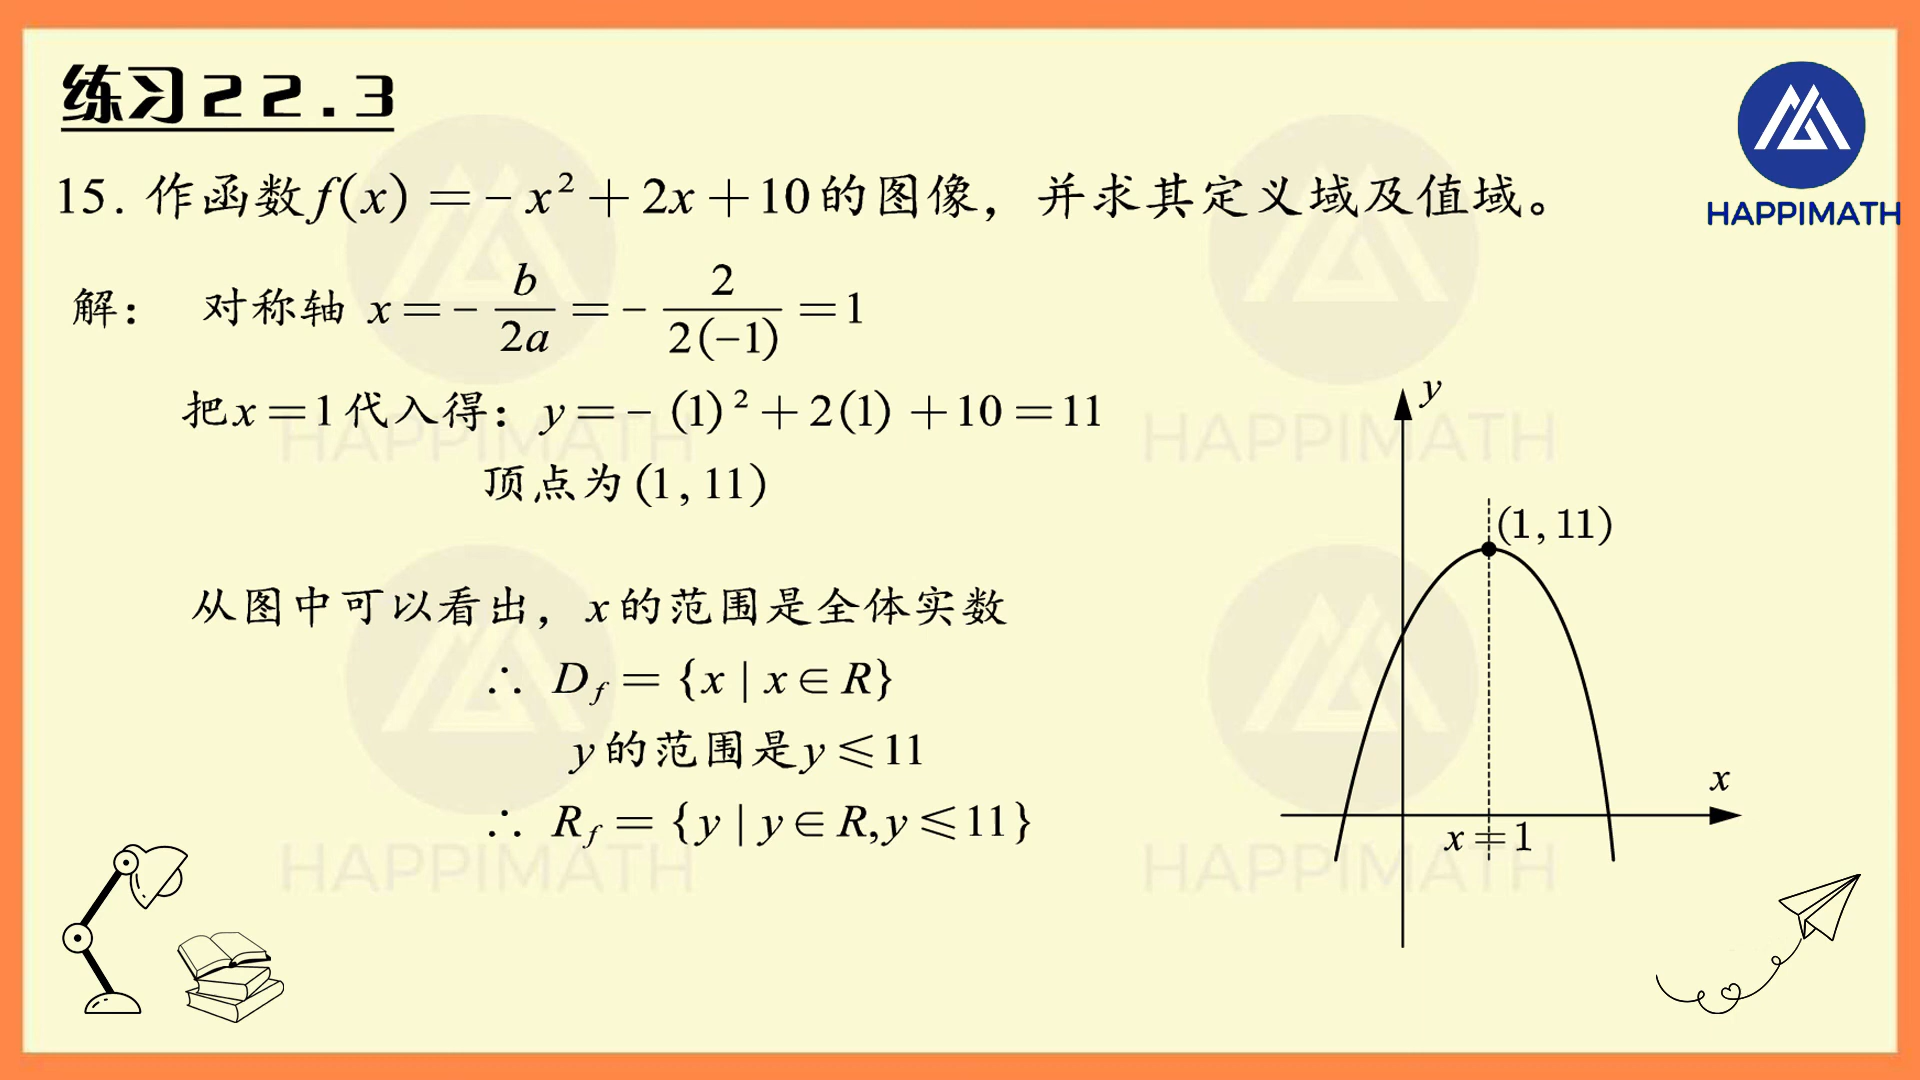 练习22.3
HAPPIMATH
15. 作函数f(x) = - x² + 2x + 10的图像，并求其定义域及值域。
解： 对称轴 x = - b/2a = - 2/2(-1) = 1
把x = 1代入得：y = - (1)² + 2(1) + 10 = 11
顶点为(1, 11)
从图中可以看出，x的范围是全体实数
∴ D_f = {x | x ∈ R}
y的范围是y ⩽ 11
∴ R_f = {y | y ∈ R, y ⩽ 11}
y
(1, 11)
x
x = 1
HAPPIMATH
HAPPIMATH
HAPPIMATH
HAPPIMATH